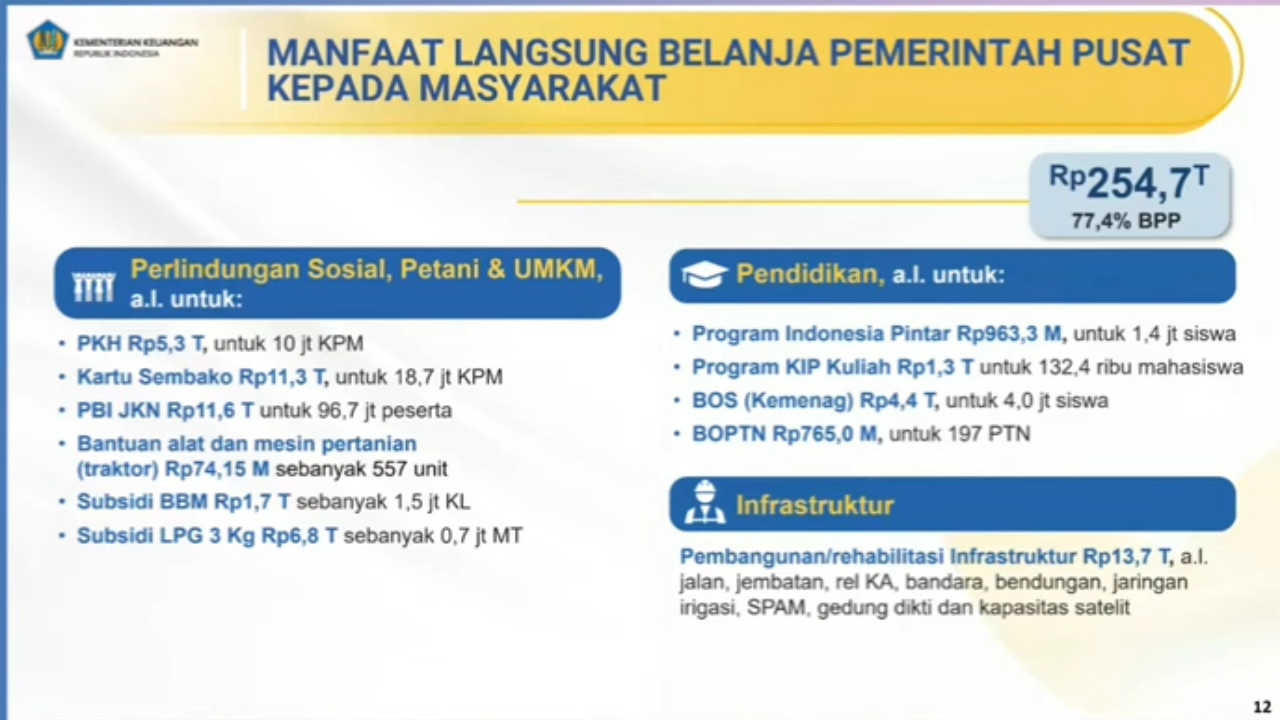 KEMENTERIAN KEUANGAN
REPUBLIK INDONESIA
MANFAAT LANGSUNG BELANJA PEMERINTAH PUSAT
KEPADA MASYARAKAT
Rp254,7T
77,4% BPP
Perlindungan Sosial, Petani & UMKM,
a.l. untuk:
• PKH Rp5,3 T, untuk 10 jt KPM
• Kartu Sembako Rp11,3 T, untuk 18,7 jt KPM
• PBI JKN Rp11,6 T untuk 96,7 jt peserta
• Bantuan alat dan mesin pertanian
(traktor) Rp74,15 M sebanyak 557 unit
• Subsidi BBM Rp1,7 T sebanyak 1,5 jt KL
• Subsidi LPG 3 Kg Rp6,8 T sebanyak 0,7 jt MT
Pendidikan, a.l. untuk:
• Program Indonesia Pintar Rp963,3 M, untuk 1,4 jt siswa
• Program KIP Kuliah Rp1,3 T untuk 132,4 ribu mahasiswa
• BOS (Kemenag) Rp4,4 T, untuk 4,0 jt siswa
• BOPTN Rp765,0 M, untuk 197 PTN
Infrastruktur
Pembangunan/rehabilitasi Infrastruktur Rp13,7 T, a.l.
jalan, jembatan, rel KA, bandara, bendungan, jaringan
irigasi, SPAM, gedung dikti dan kapasitas satelit
12